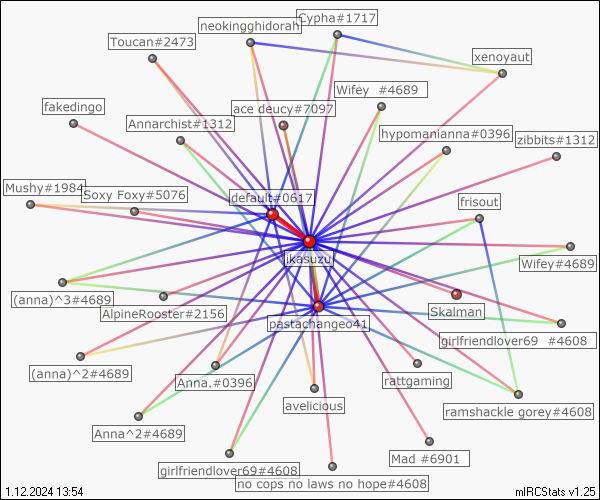 neokingghidorah
Cypha#1717
Toucan#2473
xenoyaut
Wifey  #4689
fakedingo
ace deucy#7097
Annarchist#1312
hypomanianna#0396
zibbits#1312
Mushy#1984
Soxy Foxy#5076
default#0617
frisout
jkasuzu
Wifey#4689
(anna)^3#4689
AlpineRooster#2156
Skalman
pastachangeo41
girlfriendlover69  #4608
(anna)^2#4689
Anna.#0396
rattgaming
avelicious
ramshackle gorey#4608
Anna^2#4689
Mad #6901
girlfriendlover69#4608
no cops no laws no hope#4608
1.12.2024 13:54
mIRCStats v1.25